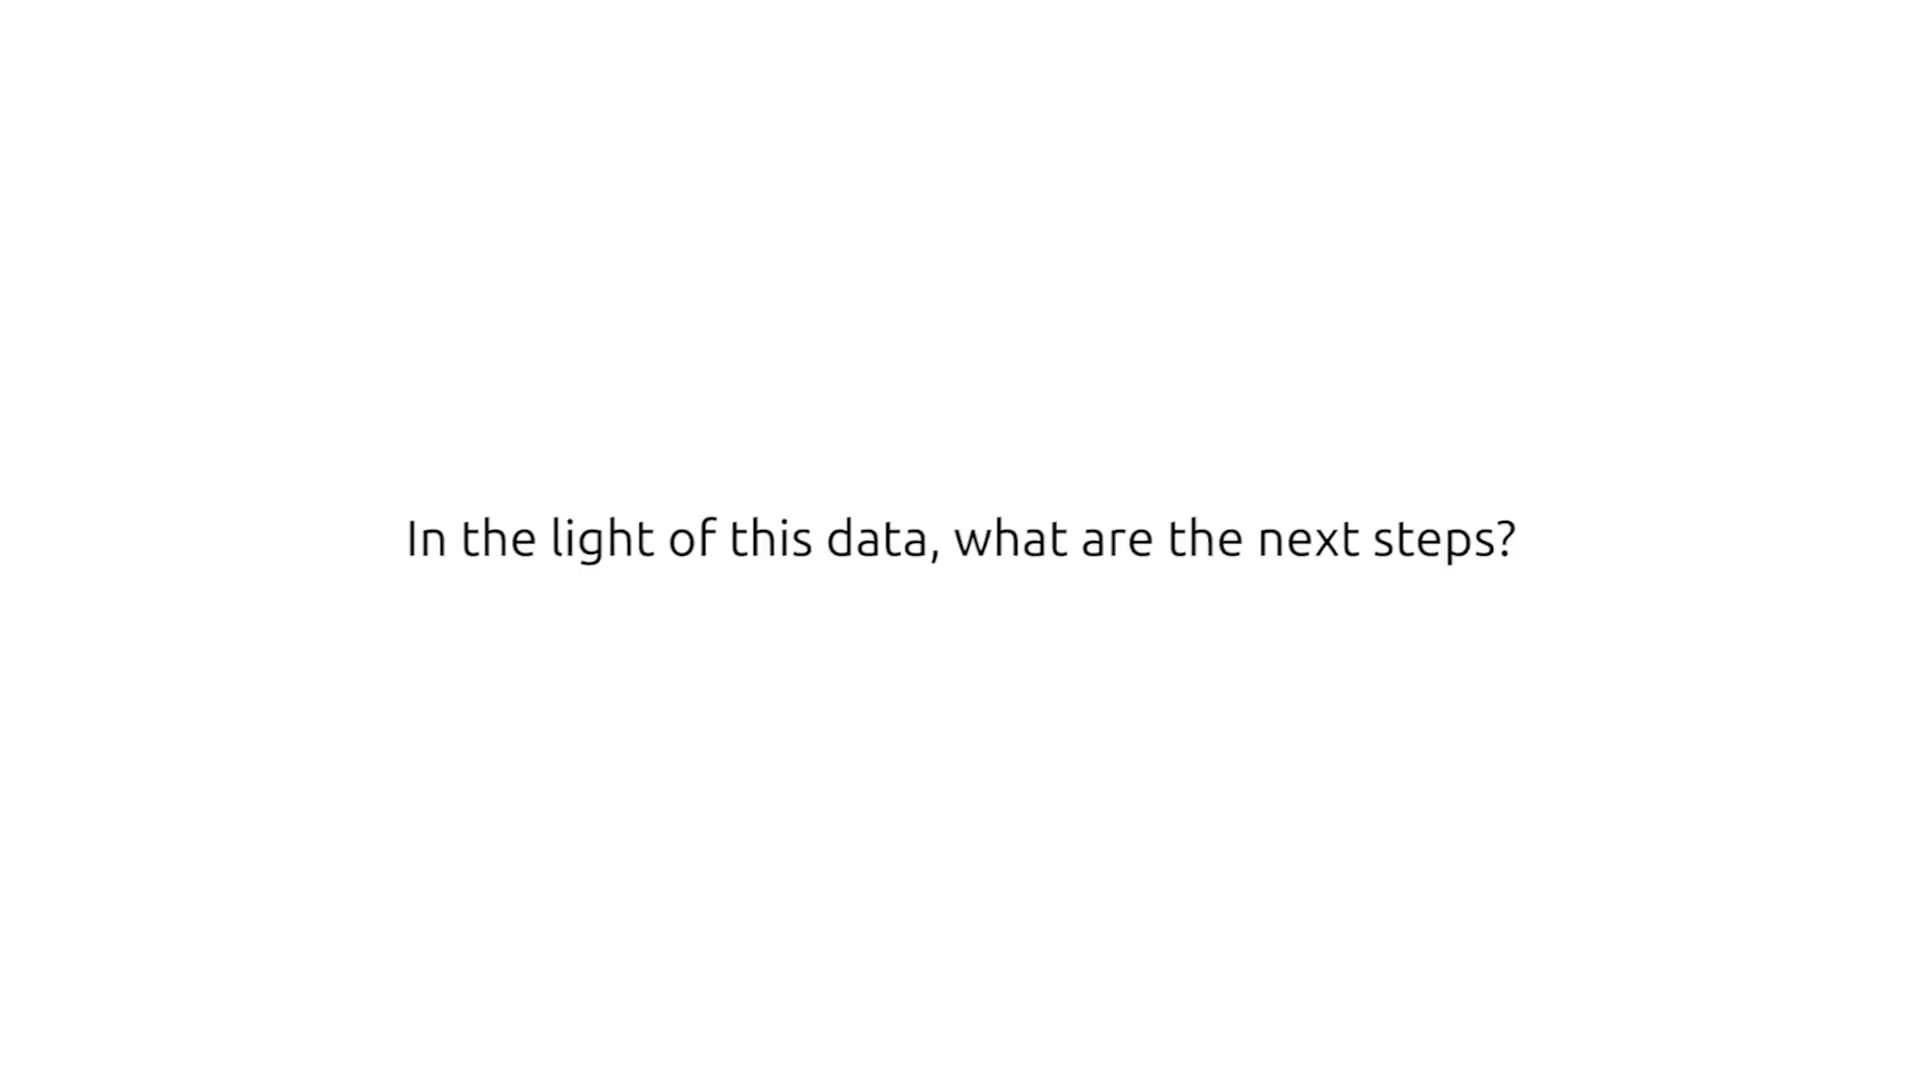 In the light of this data, what are the next steps?